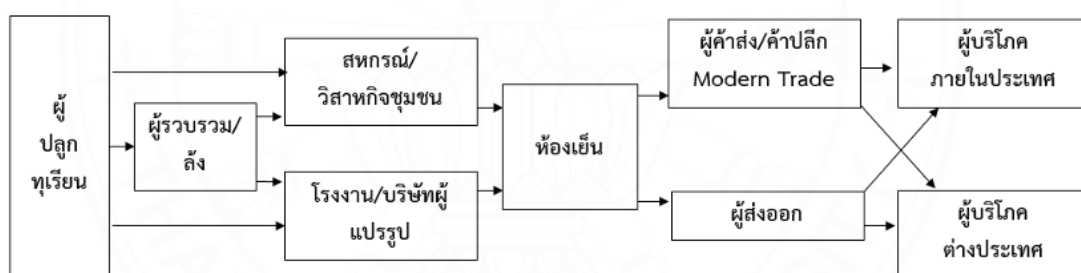 ผู้
ปลูก
ทุเรียน
ผู้รวบรวม/
ล้ง
สหกรณ์/
วิสาหกิจชุมชน
โรงงาน/บริษัทผู้
แปรรูป
ห้องเย็น
ผู้ค้าส่ง/ค้าปลีก
Modern Trade
ผู้ส่งออก
ผู้บริโภค
ภายในประเทศ
ผู้บริโภค
ต่างประเทศ